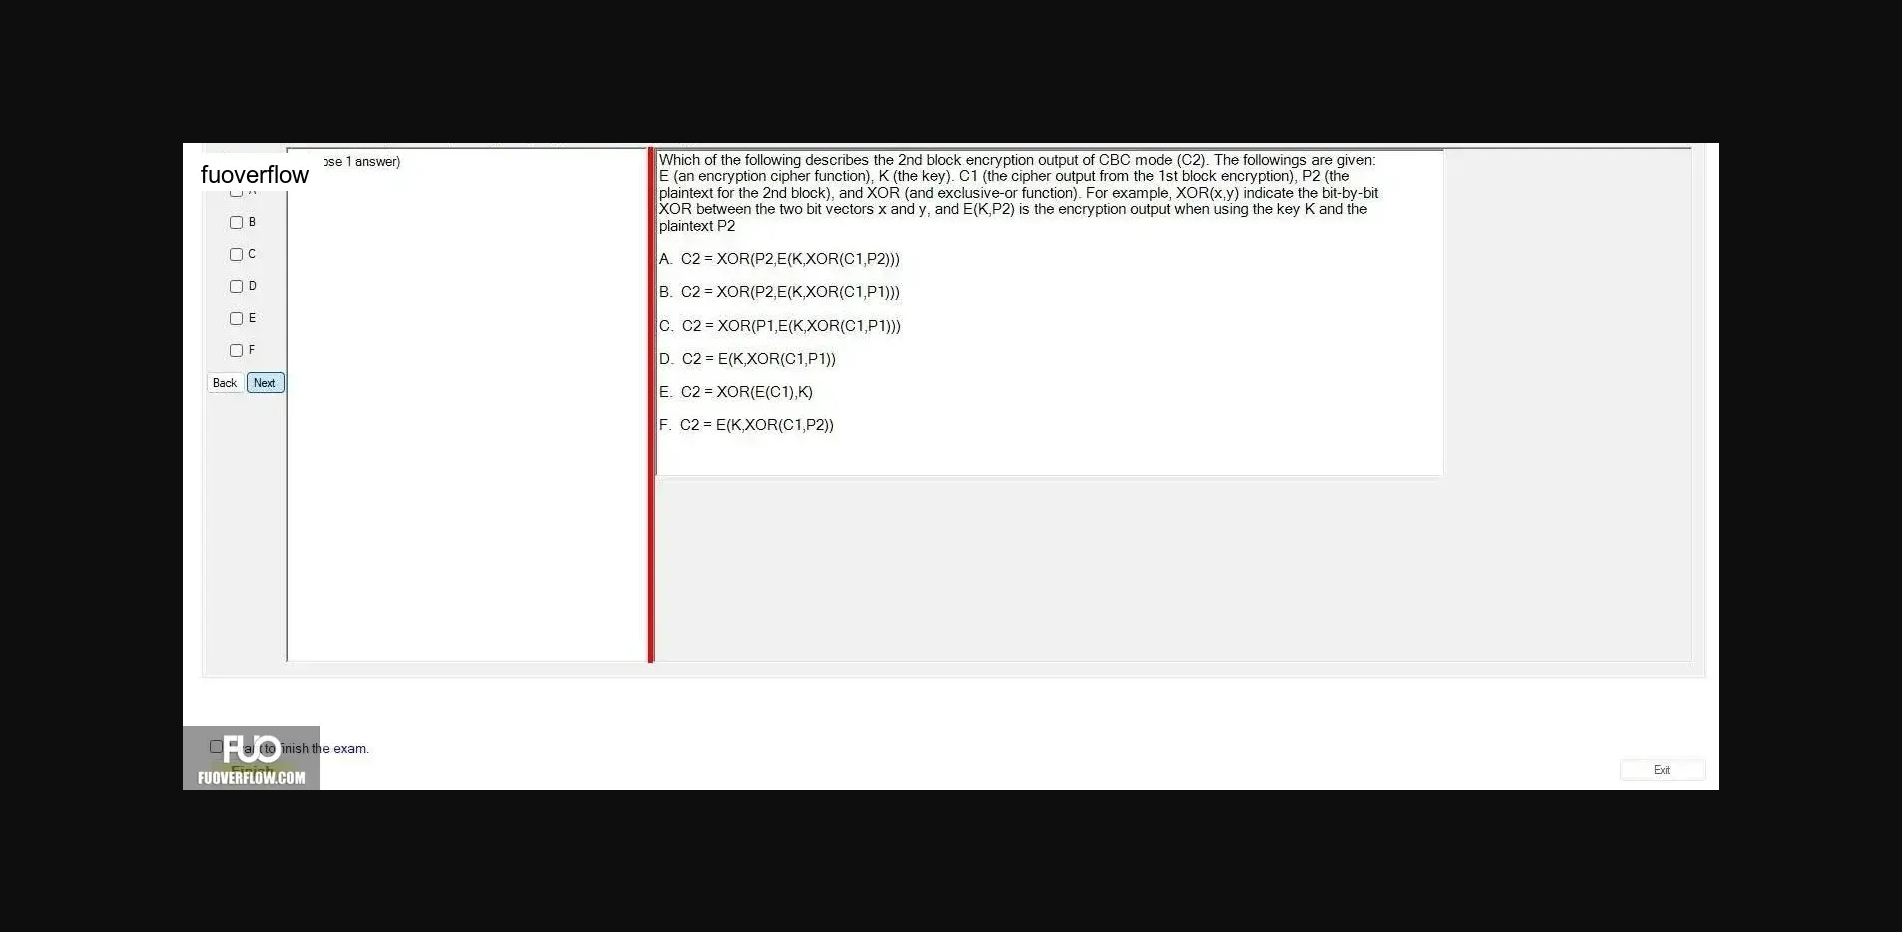 fuoverflow
ose 1 answer)
A
B
C
D
E
F
Back Next
Which of the following describes the 2nd block encryption output of CBC mode (C2). The followings are given:
E (an encryption cipher function), K (the key). C1 (the cipher output from the 1st block encryption), P2 (the
plaintext for the 2nd block), and XOR (and exclusive-or function). For example, XOR(x,y) indicate the bit-by-bit
XOR between the two bit vectors x and y, and E(K,P2) is the encryption output when using the key K and the
plaintext P2
A. C2 = XOR(P2,E(K,XOR(C1,P2)))
B. C2 = XOR(P2,E(K,XOR(C1,P1)))
C. C2 = XOR(P1,E(K,XOR(C1,P1)))
D. C2 = E(K,XOR(C1,P1))
E. C2 = XOR(E(C1),K)
F. C2 = E(K,XOR(C1,P2))
I want to finish the exam.
Finish
FUO
FUOVERFLOW.COM
Exit